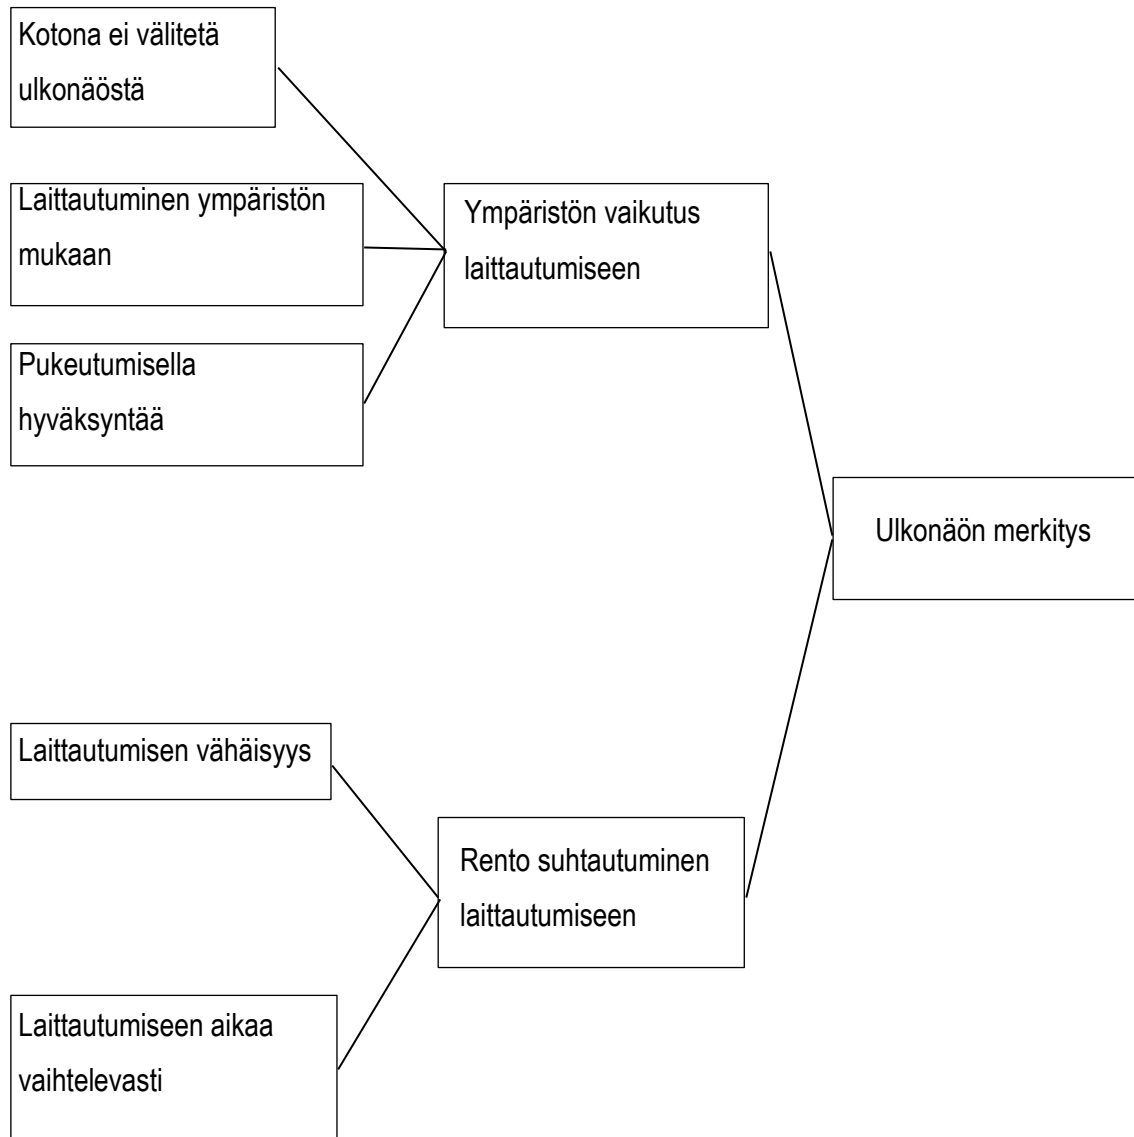 Kotona ei välitetä
ulkonäöstä
Laittautuminen ympäristön
mukaan
Pukeutumisella
hyväksyntää
Ympäristön vaikutus
laittautumiseen
Ulkonäön merkitys
Laittautumisen vähäisyys
Rento suhtautuminen
laittautumiseen
Laittautumiseen aikaa
vaihtelevasti